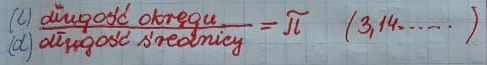 (l) długość okręgu = π (3,14.....)
(d) długość średnicy